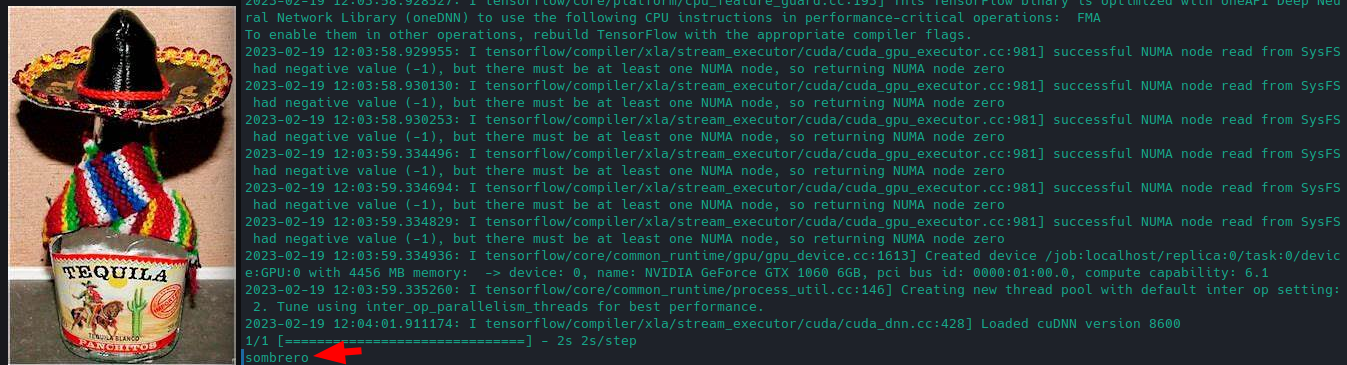 TEQUILA
TEQUILA BLANCO
PANCHITOS
2023-02-19 12:03:58.928527: I tensorflow/core/platform/cpu_feature_guard.cc:193] This TensorFlow binary is optimized with oneAPI Deep Neu
ral Network Library (oneDNN) to use the following CPU instructions in performance-critical operations:  FMA
To enable them in other operations, rebuild TensorFlow with the appropriate compiler flags.
2023-02-19 12:03:58.929955: I tensorflow/compiler/xla/stream_executor/cuda/cuda_gpu_executor.cc:981] successful NUMA node read from SysFS
had negative value (-1), but there must be at least one NUMA node, so returning NUMA node zero
2023-02-19 12:03:58.930130: I tensorflow/compiler/xla/stream_executor/cuda/cuda_gpu_executor.cc:981] successful NUMA node read from SysFS
had negative value (-1), but there must be at least one NUMA node, so returning NUMA node zero
2023-02-19 12:03:58.930253: I tensorflow/compiler/xla/stream_executor/cuda/cuda_gpu_executor.cc:981] successful NUMA node read from SysFS
had negative value (-1), but there must be at least one NUMA node, so returning NUMA node zero
2023-02-19 12:03:59.334496: I tensorflow/compiler/xla/stream_executor/cuda/cuda_gpu_executor.cc:981] successful NUMA node read from SysFS
had negative value (-1), but there must be at least one NUMA node, so returning NUMA node zero
2023-02-19 12:03:59.334694: I tensorflow/compiler/xla/stream_executor/cuda/cuda_gpu_executor.cc:981] successful NUMA node read from SysFS
had negative value (-1), but there must be at least one NUMA node, so returning NUMA node zero
2023-02-19 12:03:59.334829: I tensorflow/compiler/xla/stream_executor/cuda/cuda_gpu_executor.cc:981] successful NUMA node read from SysFS
had negative value (-1), but there must be at least one NUMA node, so returning NUMA node zero
2023-02-19 12:03:59.334936: I tensorflow/core/common_runtime/gpu/gpu_device.cc:1613] Created device /job:localhost/replica:0/task:0/devic
e:GPU:0 with 4456 MB memory:  -> device: 0, name: NVIDIA GeForce GTX 1060 6GB, pci bus id: 0000:01:00.0, compute capability: 6.1
2023-02-19 12:03:59.335260: I tensorflow/core/common_runtime/process_util.cc:146] Creating new thread pool with default inter op setting:
2. Tune using inter_op_parallelism_threads for best performance.
2023-02-19 12:04:01.911174: I tensorflow/compiler/xla/stream_executor/cuda/cuda_dnn.cc:428] Loaded cuDNN version 8600
1/1 [==============================] - 2s 2s/step
sombrero